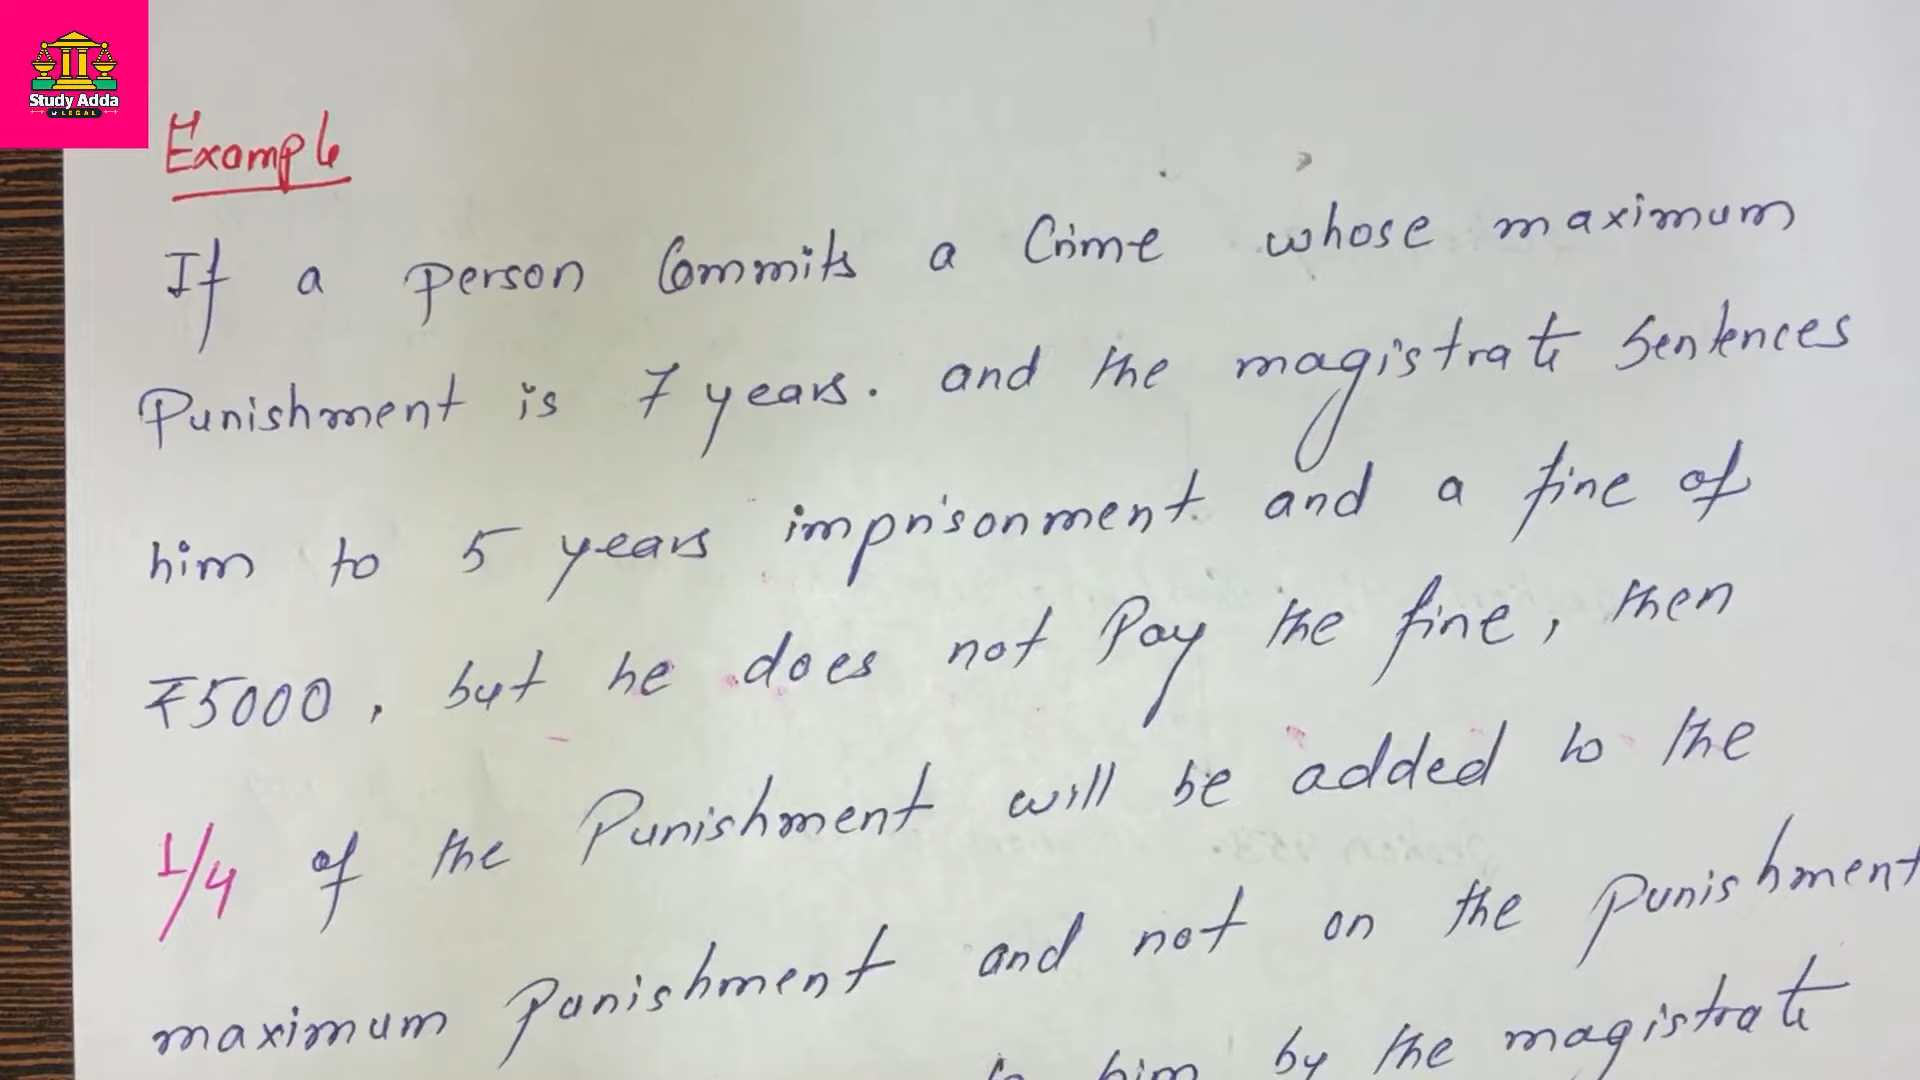 Study Adda
LEGAL
Example
If a person Commits a Crime whose maximum
Punishment is 7 years. and the magistrate Sentences
him to 5 years imprisonment and a fine of
₹5000, but he does not Pay the fine, then
1/4 of the Punishment will be added to the
maximum Punishment and not on the punishment
him by the magistrate